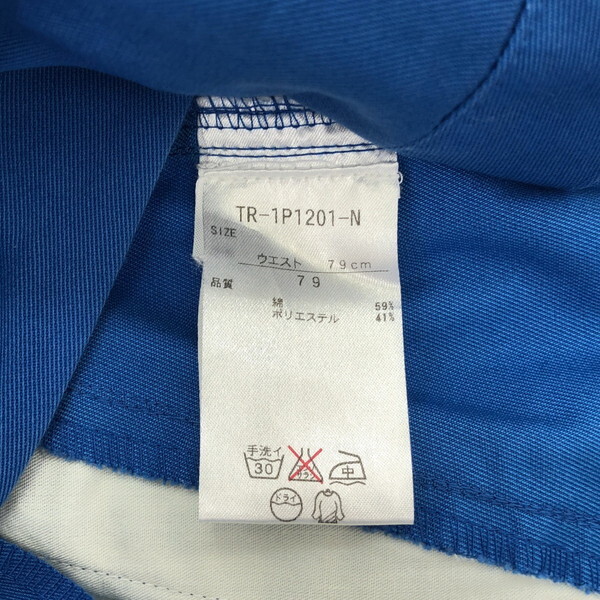 TR-1P1201-N
SIZE
ウエスト 79cm
品質 79
綿 59%
ポリエステル 41%
手洗イ
30 中
ドライ